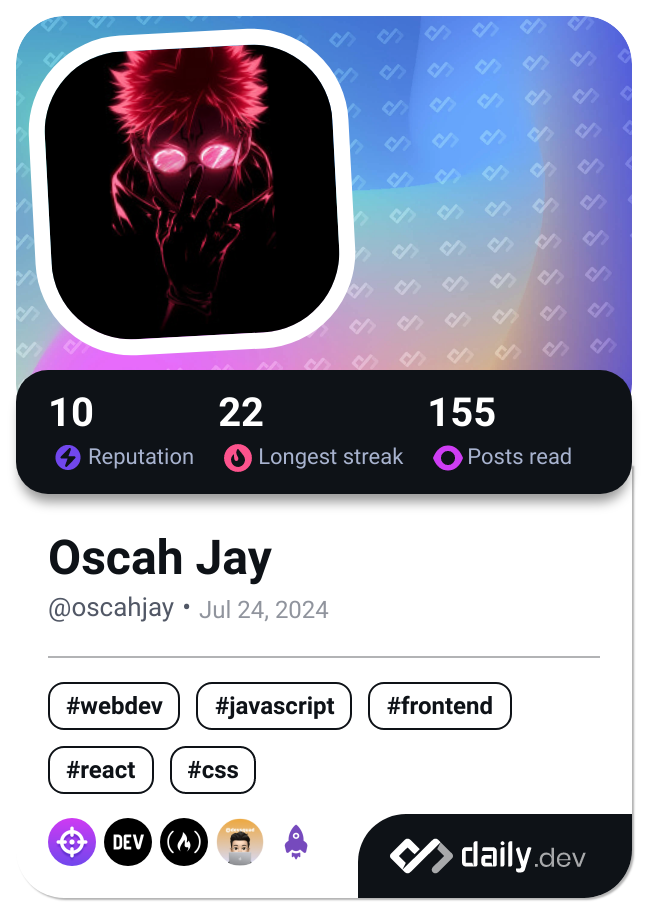 10 22 155
Reputation Longest streak Posts read
Oscah Jay
@oscahjay • Jul 24, 2024
#webdev #javascript #frontend
#react #css
DEV
daily.dev